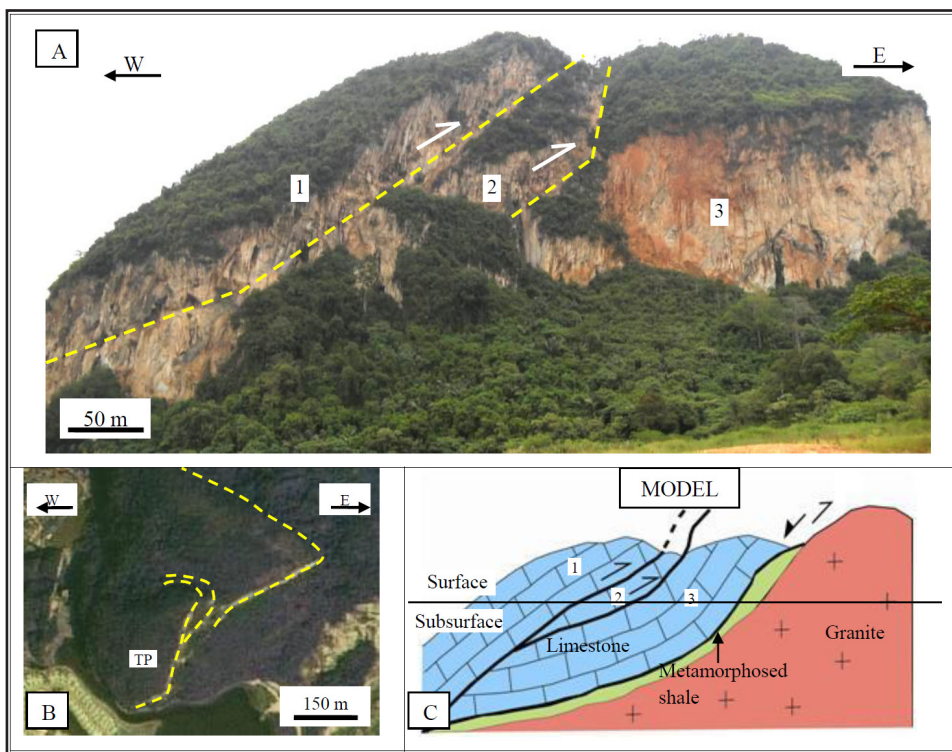 A
W
E
1
2
3
50 m
W
E
TP
B
150 m
MODEL
1
2
3
Surface
Subsurface
Limestone
Granite
Metamorphosed
shale
C